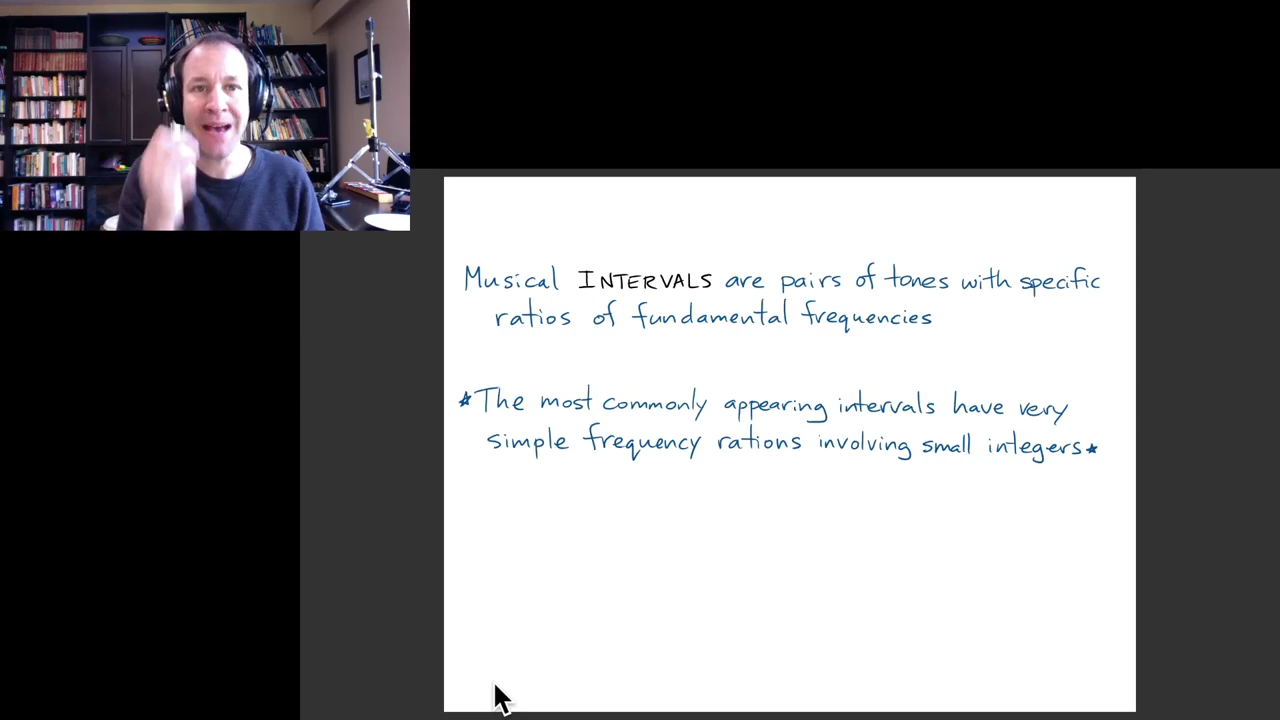 Musical INTERVALS are pairs of tones with specific
ratios of fundamental frequencies
*The most commonly appearing intervals have very
simple frequency rations involving small integers*